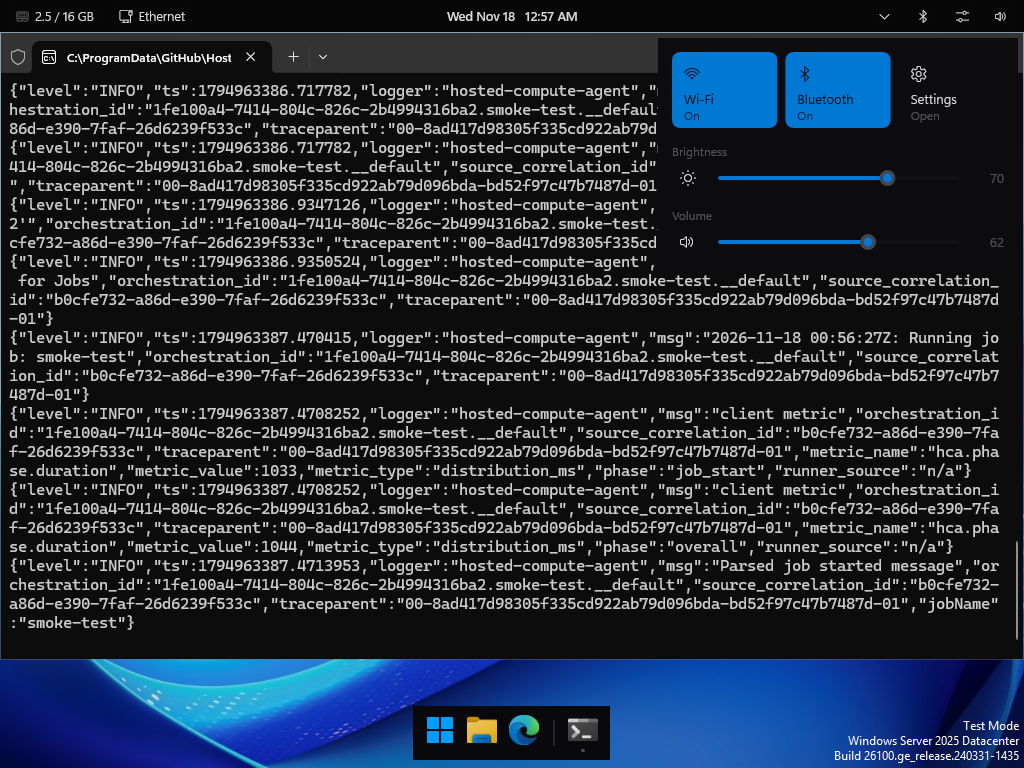 2.5 / 16 GB
Ethernet
Wed Nov 18 12:57 AM
C:\ProgramData\GitHub\Host
{"level":"INFO","ts":1794963386.717782,"logger":"hosted-compute-agent","
hestration_id":"1fe100a4-7414-804c-826c-2b4994316ba2.smoke-test.__defaul
86d-e390-7faf-26d6239f533c","traceparent":"00-8ad417d98305f335cd922ab79d
{"level":"INFO","ts":1794963386.717782,"logger":"hosted-compute-agent","
414-804c-826c-2b4994316ba2.smoke-test.__default","source_correlation_id"
","traceparent":"00-8ad417d98305f335cd922ab79d096bda-bd52f97c47b7487d-01
{"level":"INFO","ts":1794963386.9347126,"logger":"hosted-compute-agent",
2'","orchestration_id":"1fe100a4-7414-804c-826c-2b4994316ba2.smoke-test.
cfe732-a86d-e390-7faf-26d6239f533c","traceparent":"00-8ad417d98305f335cd
{"level":"INFO","ts":1794963386.9350524,"logger":"hosted-compute-agent",
for Jobs","orchestration_id":"1fe100a4-7414-804c-826c-2b4994316ba2.smoke-test.__default","source_correlation_
id":"b0cfe732-a86d-e390-7faf-26d6239f533c","traceparent":"00-8ad417d98305f335cd922ab79d096bda-bd52f97c47b7487d
-01"}
{"level":"INFO","ts":1794963387.470415,"logger":"hosted-compute-agent","msg":"2026-11-18 00:56:27Z: Running jo
b: smoke-test","orchestration_id":"1fe100a4-7414-804c-826c-2b4994316ba2.smoke-test.__default","source_correlat
ion_id":"b0cfe732-a86d-e390-7faf-26d6239f533c","traceparent":"00-8ad417d98305f335cd922ab79d096bda-bd52f97c47b7
487d-01"}
{"level":"INFO","ts":1794963387.4708252,"logger":"hosted-compute-agent","msg":"client metric","orchestration_i
d":"1fe100a4-7414-804c-826c-2b4994316ba2.smoke-test.__default","source_correlation_id":"b0cfe732-a86d-e390-7fa
f-26d6239f533c","traceparent":"00-8ad417d98305f335cd922ab79d096bda-bd52f97c47b7487d-01","metric_name":"hca.pha
se.duration","metric_value":1033,"metric_type":"distribution_ms","phase":"job_start","runner_source":"n/a"}
{"level":"INFO","ts":1794963387.4708252,"logger":"hosted-compute-agent","msg":"client metric","orchestration_i
d":"1fe100a4-7414-804c-826c-2b4994316ba2.smoke-test.__default","source_correlation_id":"b0cfe732-a86d-e390-7fa
f-26d6239f533c","traceparent":"00-8ad417d98305f335cd922ab79d096bda-bd52f97c47b7487d-01","metric_name":"hca.pha
se.duration","metric_value":1044,"metric_type":"distribution_ms","phase":"overall","runner_source":"n/a"}
{"level":"INFO","ts":1794963387.4713953,"logger":"hosted-compute-agent","msg":"Parsed job started message","or
chestration_id":"1fe100a4-7414-804c-826c-2b4994316ba2.smoke-test.__default","source_correlation_id":"b0cfe732-
a86d-e390-7faf-26d6239f533c","traceparent":"00-8ad417d98305f335cd922ab79d096bda-bd52f97c47b7487d-01","jobName"
:"smoke-test"}
Wi-Fi
On
Bluetooth
On
Settings
Open
Brightness
70
Volume
62
Test Mode
Windows Server 2025 Datacenter
Build 26100.ge_release.240331-1435